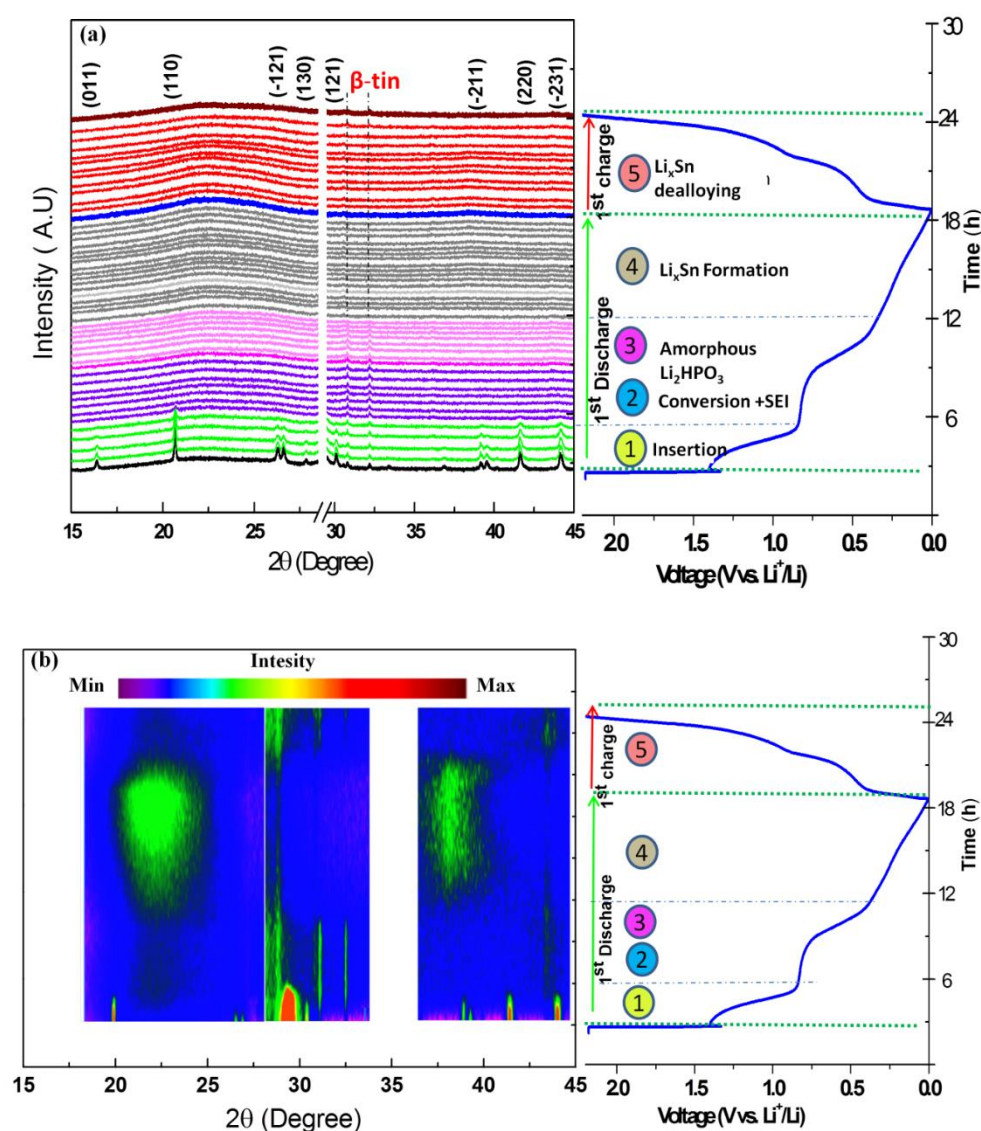 (a)
(011)
(110)
(-121)
(130)
(121)
β-tin
(-211)
(220)
(-231)
Intensity ( A.U)
15
20
25
30
35
40
45
2θ (Degree)
1st charge
5 LixSn
dealloying
4 LixSn Formation
1st Discharge
3 Amorphous
Li2HPO3
2 Conversion +SEI
1 Insertion
30
24
18
12
6
Time (h)
2.0
1.5
1.0
0.5
0.0
Voltage (V vs. Li+/Li)
(b)
Intesity
Min
Max
15
20
25
30
35
40
45
2θ (Degree)
1st charge
5
4
1st Discharge
3
2
1
30
24
18
12
6
Time (h)
2.0
1.5
1.0
0.5
0.0
Voltage (V vs. Li+/Li)